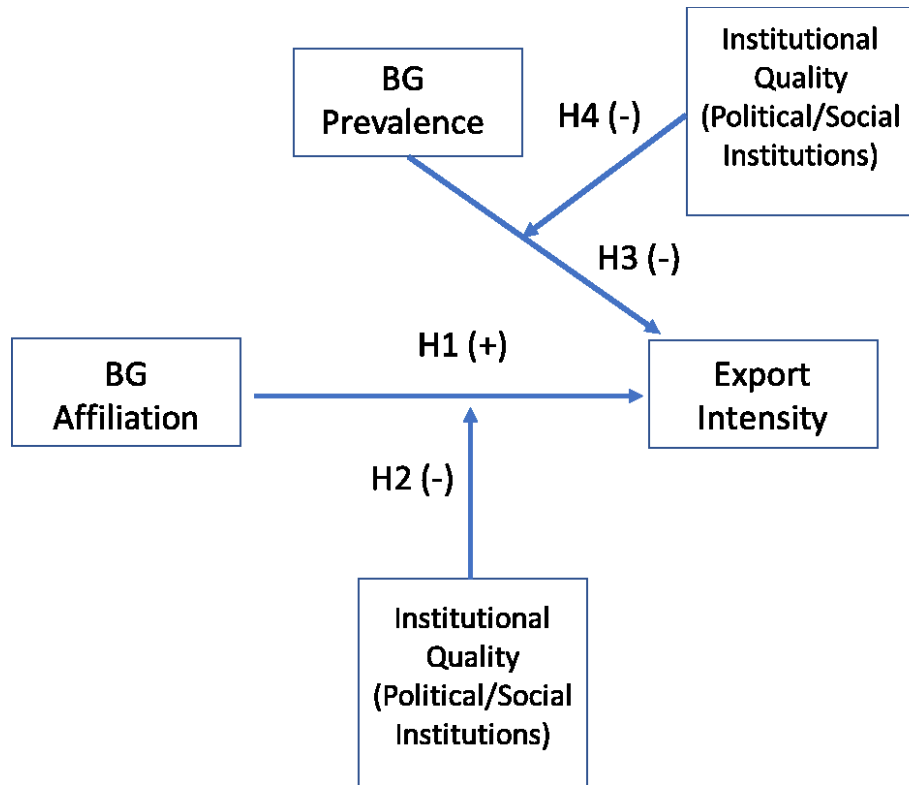 BG
Prevalence
Institutional
Quality
(Political/Social
Institutions)
H4 (-)
H3 (-)
H1 (+)
BG
Affiliation
Export
Intensity
H2 (-)
Institutional
Quality
(Political/Social
Institutions)